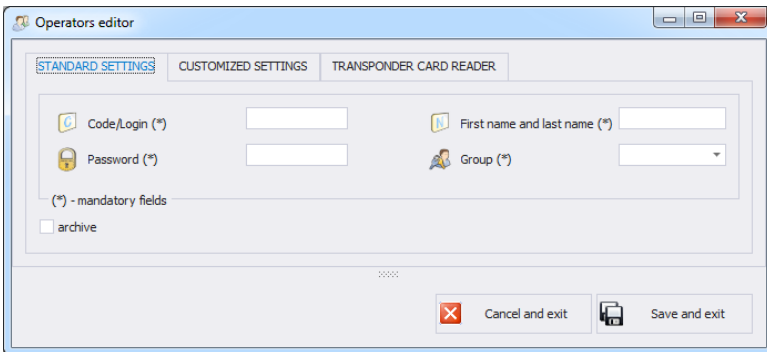 Operators editor
STANDARD SETTINGS CUSTOMIZED SETTINGS TRANSPONDER CARD READER
C Code/Login (*) N First name and last name (*)
Password (*) Group (*)
(*) - mandatory fields
archive
Cancel and exit Save and exit